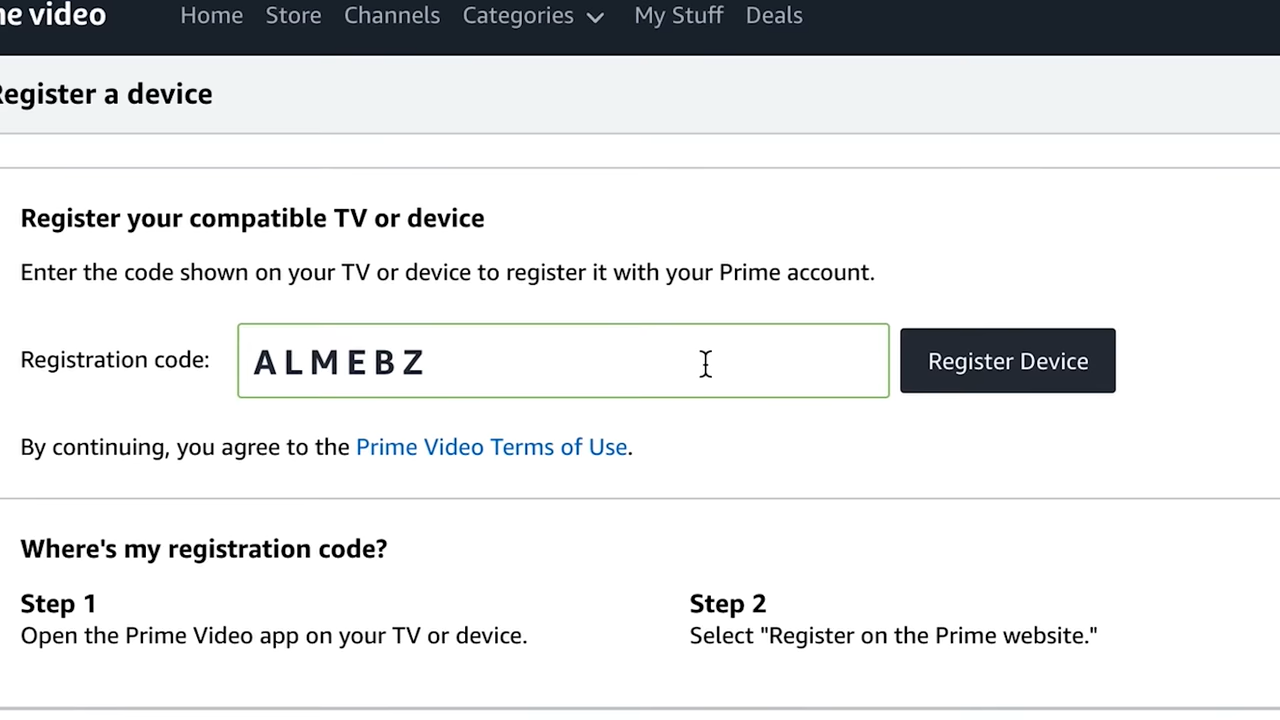 ne video Home Store Channels Categories My Stuff Deals
Register a device
Register your compatible TV or device
Enter the code shown on your TV or device to register it with your Prime account.
Registration code: ALMEBZ Register Device
By continuing, you agree to the Prime Video Terms of Use.
Where's my registration code?
Step 1 Step 2
Open the Prime Video app on your TV or device. Select "Register on the Prime website."